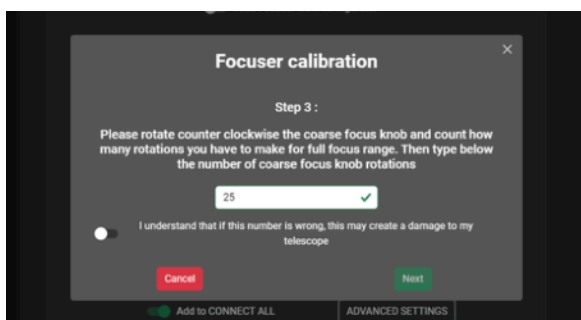 Focuser calibration
Step 3 :
Please rotate counter clockwise the coarse focus knob and count how
many rotations you have to make for full focus range. Then type below
the number of coarse focus knob rotations
25
I understand that if this number is wrong, this may create a damage to my
telescope
Cancel
Next
Add to CONNECT ALL
ADVANCED SETTINGS